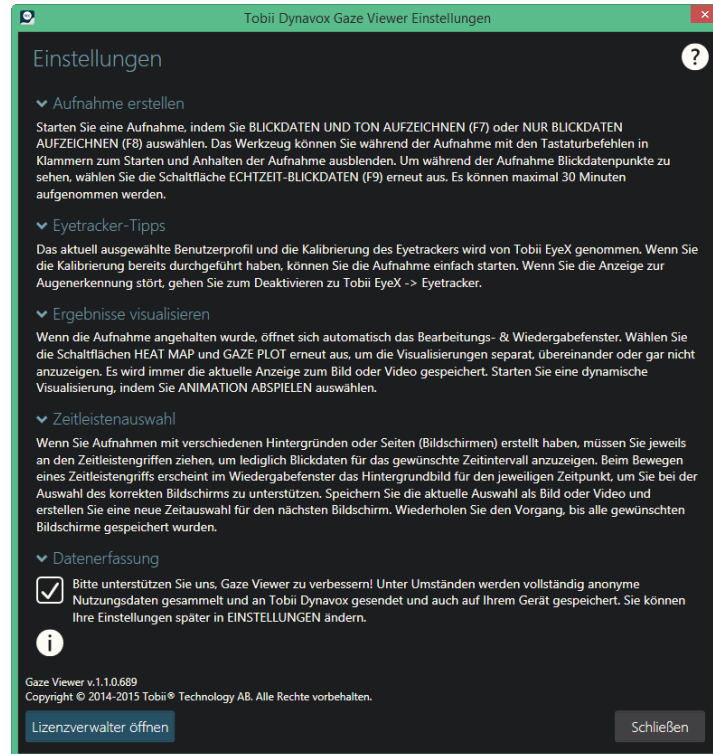 Tobii Dynavox Gaze Viewer Einstellungen
Einstellungen
?
Aufnahme erstellen
Starten Sie eine Aufnahme, indem Sie BLICKDATEN UND TON AUFZEICHNEN (F7) oder NUR BLICKDATEN
AUFZEICHNEN (F8) auswählen. Das Werkzeug können Sie während der Aufnahme mit den Tastaturbefehlen in
Klammern zum Starten und Anhalten der Aufnahme ausblenden. Um während der Aufnahme Blickdatenpunkte zu
sehen, wählen Sie die Schaltfläche ECHTZEIT-BLICKDATEN (F9) erneut aus. Es können maximal 30 Minuten
aufgenommen werden.
Eyetracker-Tipps
Das aktuell ausgewählte Benutzerprofil und die Kalibrierung des Eyetrackers wird von Tobii EyeX genommen. Wenn Sie
die Kalibrierung bereits durchgeführt haben, können Sie die Aufnahme einfach starten. Wenn Sie die Anzeige zur
Augenerkennung stört, gehen Sie zum Deaktivieren zu Tobii EyeX -> Eyetracker.
Ergebnisse visualisieren
Wenn die Aufnahme angehalten wurde, öffnet sich automatisch das Bearbeitungs- & Wiedergabefenster. Wählen Sie
die Schaltflächen HEAT MAP und GAZE PLOT erneut aus, um die Visualisierungen separat, übereinander oder gar nicht
anzuzeigen. Es wird immer die aktuelle Anzeige zum Bild oder Video gespeichert. Starten Sie eine dynamische
Visualisierung, indem Sie ANIMATION ABSPIELEN auswählen.
Zeitleistenauswahl
Wenn Sie Aufnahmen mit verschiedenen Hintergründen oder Seiten (Bildschirmen) erstellt haben, müssen Sie jeweils
an den Zeitleistengriffen ziehen, um lediglich Blickdaten für das gewünschte Zeitintervall anzuzeigen. Beim Bewegen
eines Zeitleistengriffs erscheint im Wiedergabefenster das Hintergrundbild für den jeweiligen Zeitpunkt, um Sie bei der
Auswahl des korrekten Bildschirms zu unterstützen. Speichern Sie die aktuelle Auswahl als Bild oder Video und
erstellen Sie eine neue Zeitauswahl für den nächsten Bildschirm. Wiederholen Sie den Vorgang, bis alle gewünschten
Bildschirme gespeichert wurden.
Datenerfassung
Bitte unterstützen Sie uns, Gaze Viewer zu verbessern! Unter Umständen werden vollständig anonyme
Nutzungsdaten gesammelt und an Tobii Dynavox gesendet und auch auf Ihrem Gerät gespeichert. Sie können
Ihre Einstellungen später in EINSTELLUNGEN ändern.
i
Gaze Viewer v.1.1.0.689
Copyright © 2014-2015 Tobii® Technology AB. Alle Rechte vorbehalten.
Lizenzverwalter öffnen
Schließen